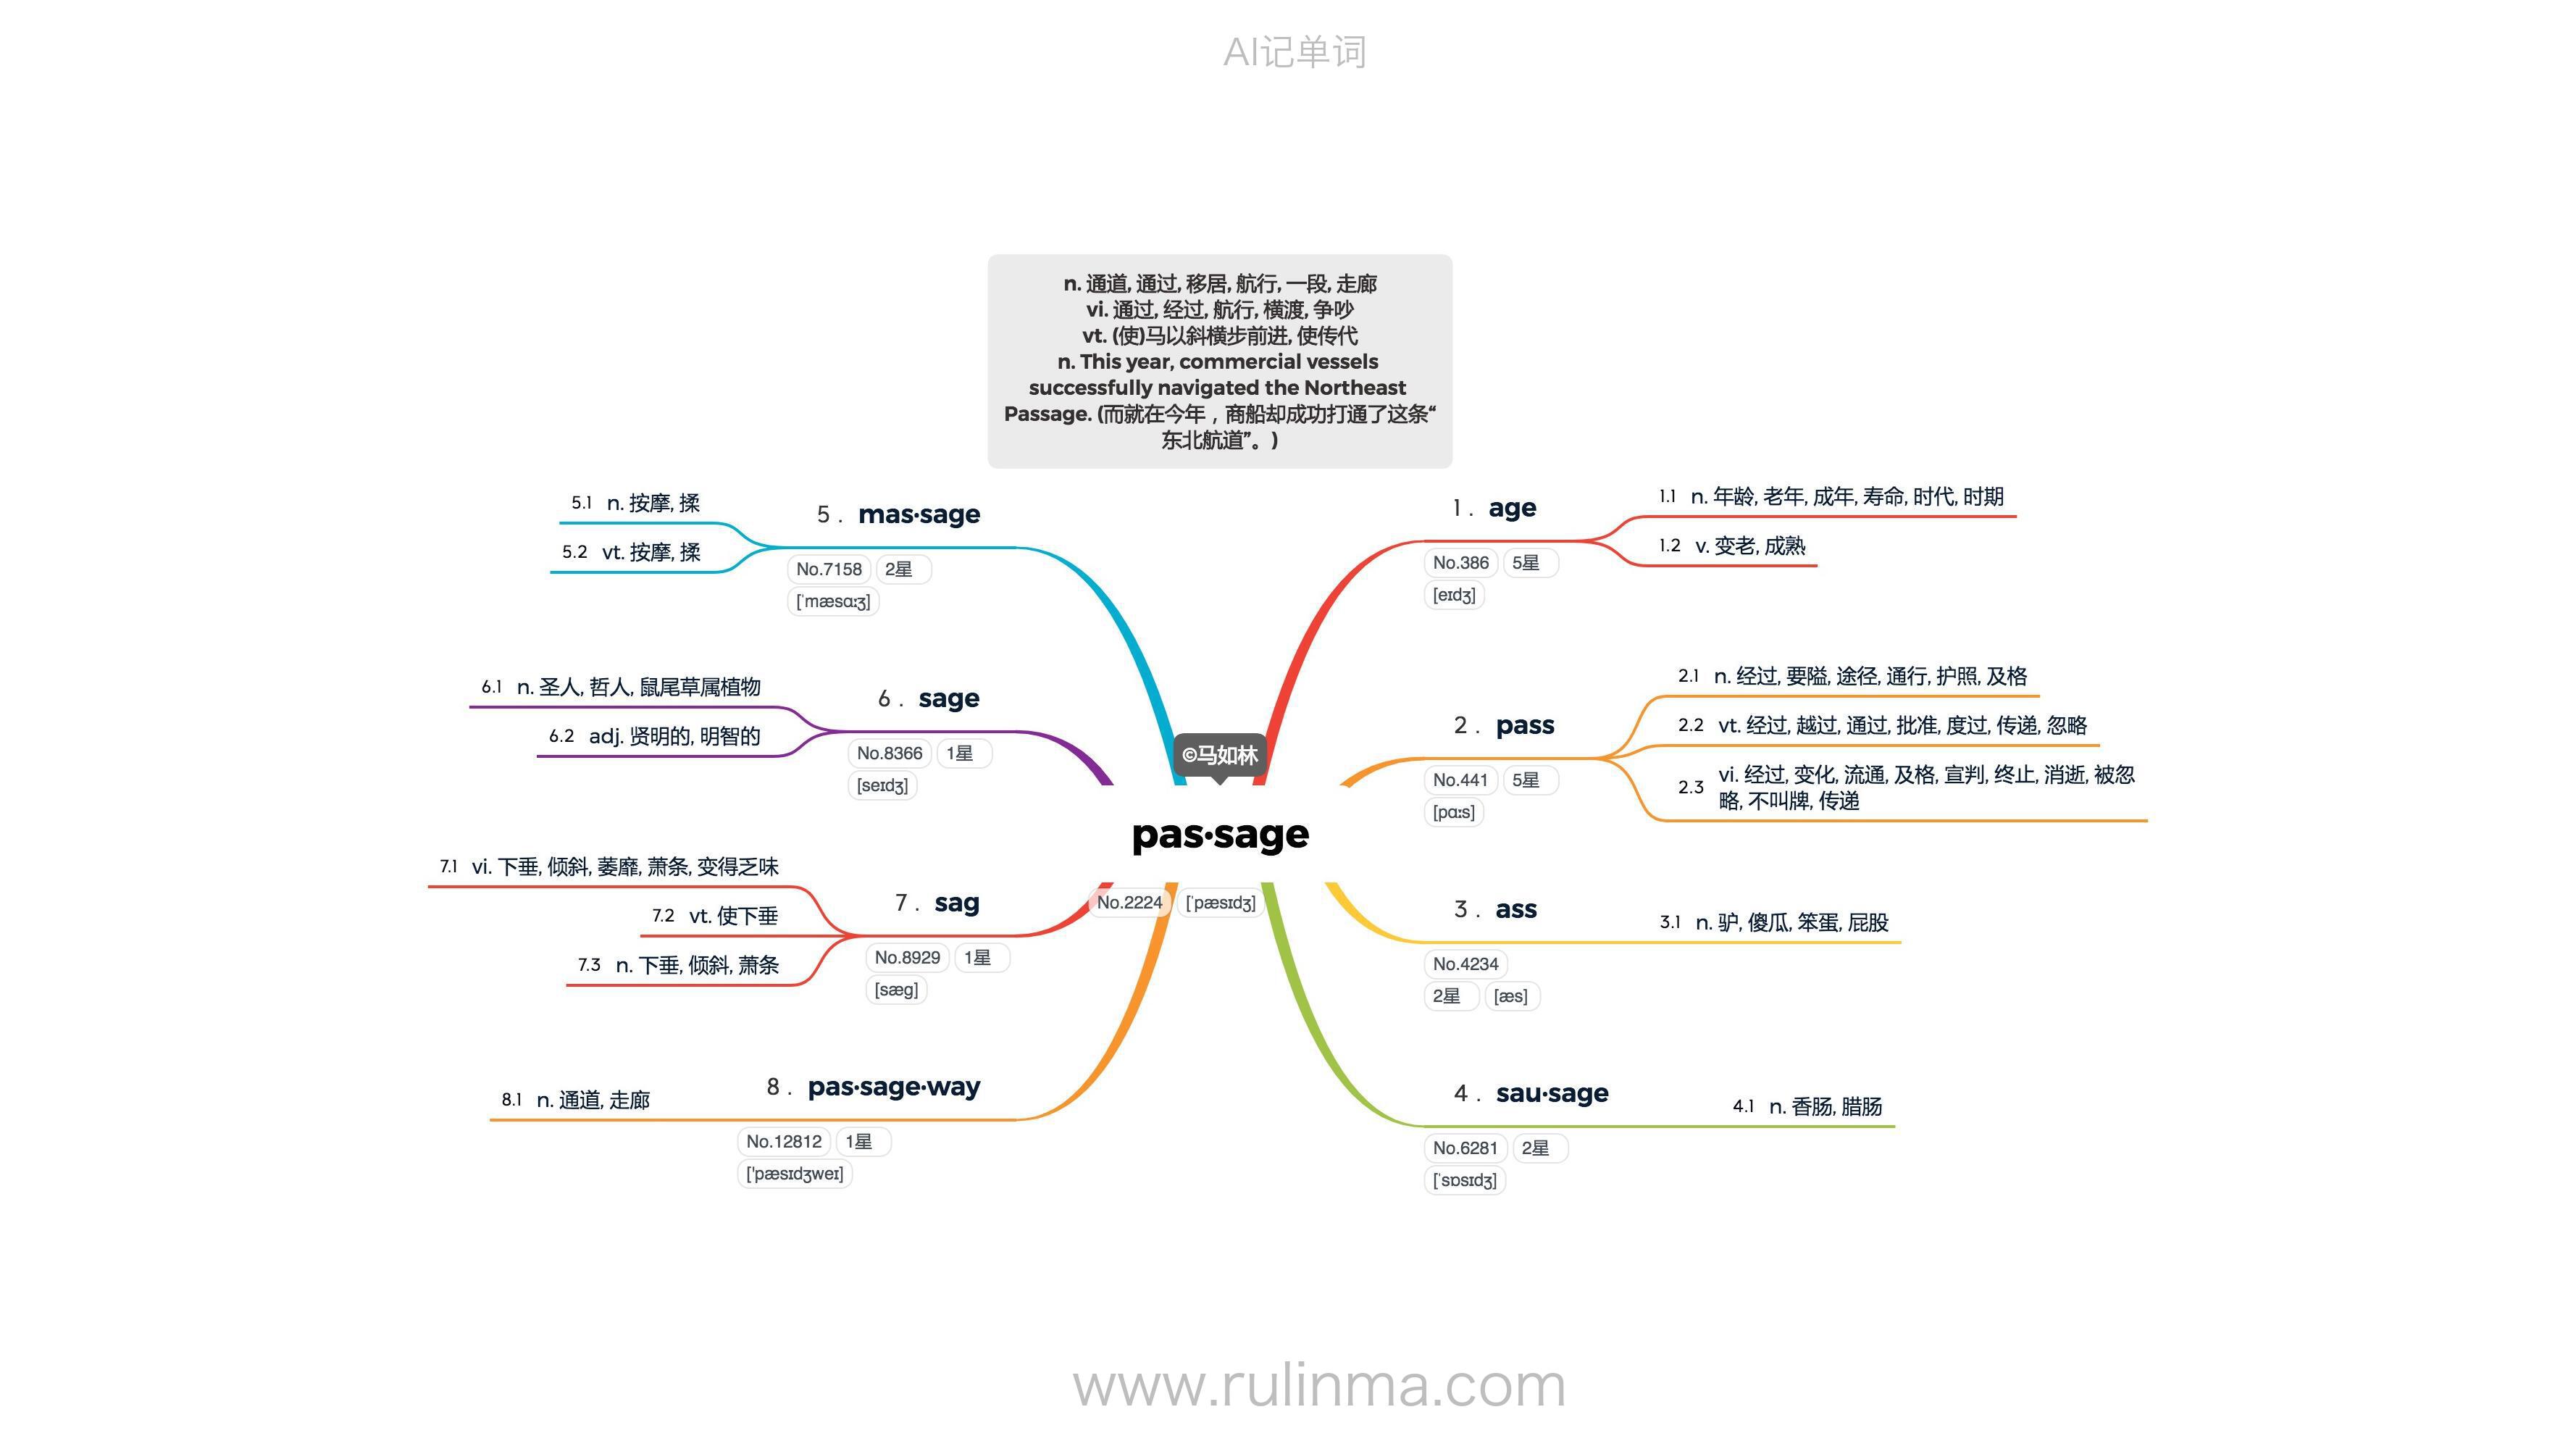 AI记单词
n. 通道, 通过, 移居, 航行, 一段, 走廊
vi. 通过, 经过, 航行, 横渡, 争吵
vt. (使)马以斜横步前进, 使传代
n. This year, commercial vessels
successfully navigated the Northeast
Passage. (而就在今年，商船却成功打通了这条“
东北航道”。)
©马如林
pas·sage
No.2224 [ˈpæsɪdʒ]
1. age
No.386 5星
[eɪdʒ]
1.1 n. 年龄, 老年, 成年, 寿命, 时代, 时期
1.2 v. 变老, 成熟
2. pass
No.441 5星
[pɑːs]
2.1 n. 经过, 要隘, 途径, 通行, 护照, 及格
2.2 vt. 经过, 越过, 通过, 批准, 度过, 传递, 忽略
2.3 vi. 经过, 变化, 流通, 及格, 宣判, 终止, 消逝, 被忽
略, 不叫牌, 传递
3. ass
No.4234
2星 [æs]
3.1 n. 驴, 傻瓜, 笨蛋, 屁股
4. sau·sage
No.6281 2星
[ˈsɒsɪdʒ]
4.1 n. 香肠, 腊肠
5. mas·sage
No.7158 2星
[ˈmæsɑːʒ]
5.1 n. 按摩, 揉
5.2 vt. 按摩, 揉
6. sage
No.8366 1星
[seɪdʒ]
6.1 n. 圣人, 哲人, 鼠尾草属植物
6.2 adj. 贤明的, 明智的
7. sag
No.8929 1星
[sæg]
7.1 vi. 下垂, 倾斜, 萎靡, 萧条, 变得乏味
7.2 vt. 使下垂
7.3 n. 下垂, 倾斜, 萧条
8. pas·sage·way
No.12812 1星
[ˈpæsɪdʒweɪ]
8.1 n. 通道, 走廊
www.rulinma.com